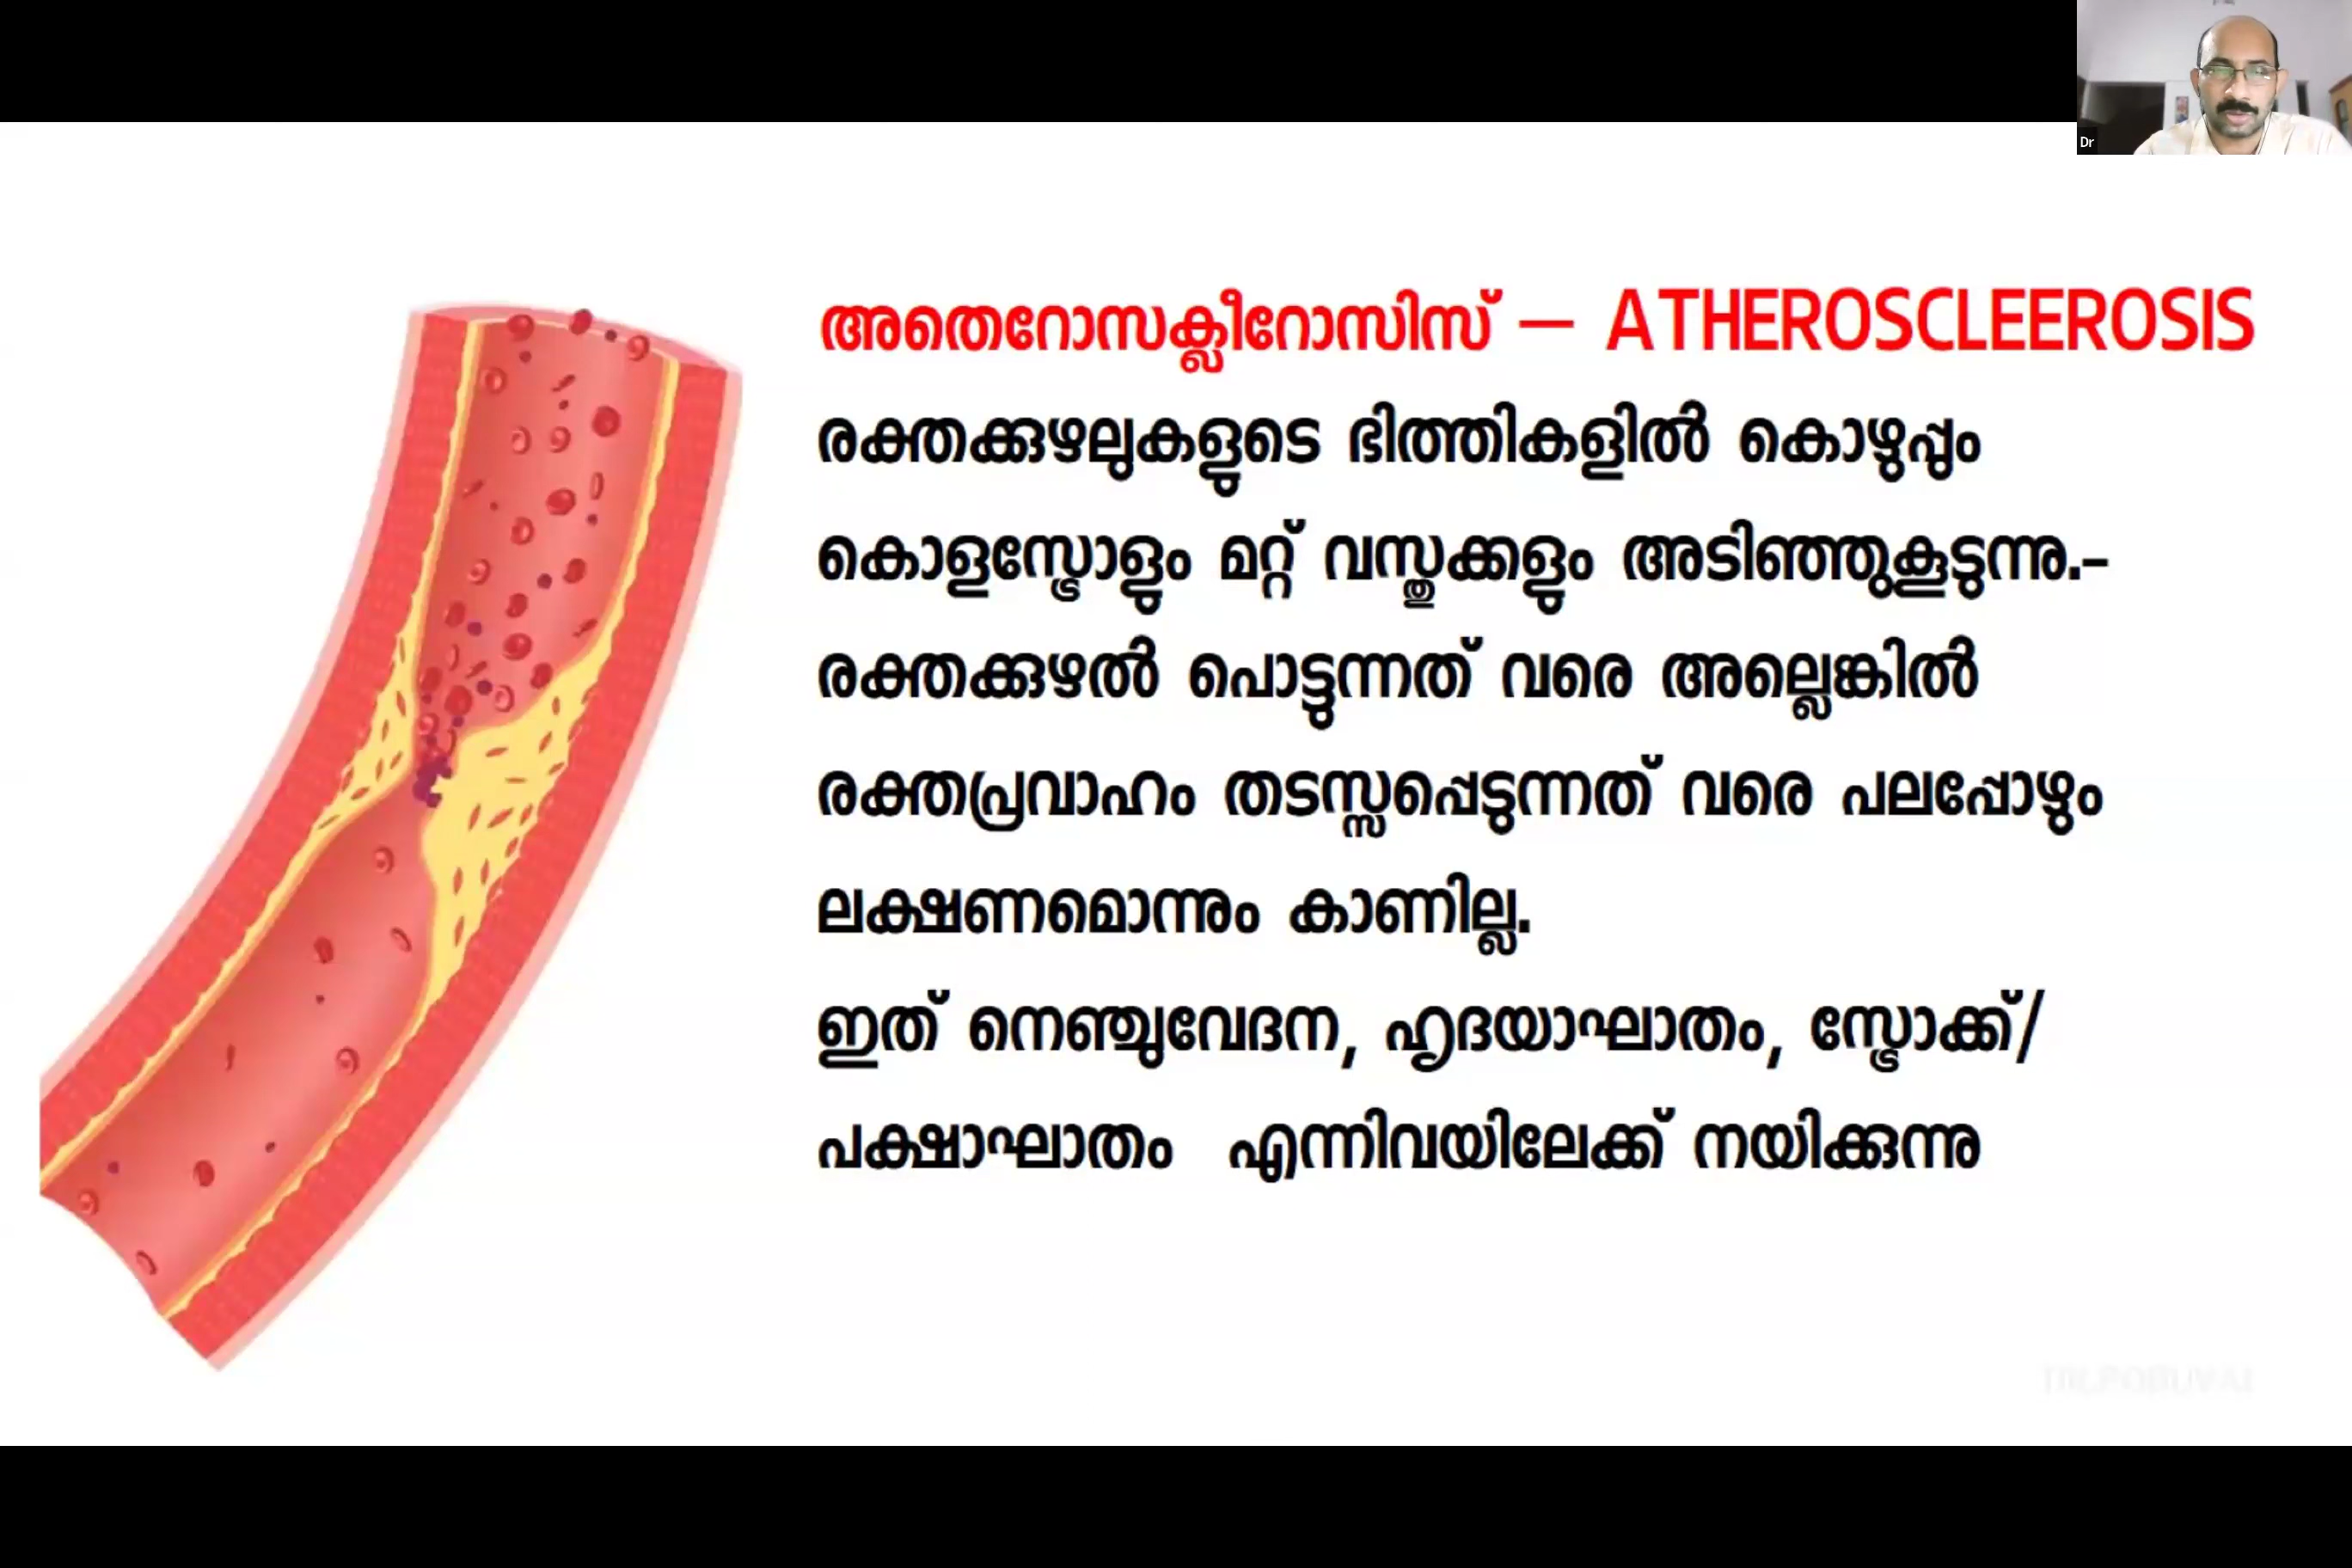 Dr
അതെറോസക്ലീറോസിസ് — ATHEROSCLEEROSIS
രക്തക്കുഴലുകളുടെ ഭിത്തികളിൽ കൊഴുപ്പും
കൊളസ്ട്രോളും മറ്റ് വസ്തുക്കളും അടിഞ്ഞുകൂടുന്നു.–
രക്തക്കുഴൽ പൊട്ടുന്നത് വരെ അല്ലെങ്കിൽ
രക്തപ്രവാഹം തടസ്സപ്പെടുന്നത് വരെ പലപ്പോഴും
ലക്ഷണമൊന്നും കാണില്ല.
ഇത് നെഞ്ചുവേദന, ഹൃദയാഘാതം, സ്ട്രോക്ക്/
പക്ഷാഘാതം എന്നിവയിലേക്ക് നയിക്കുന്നു